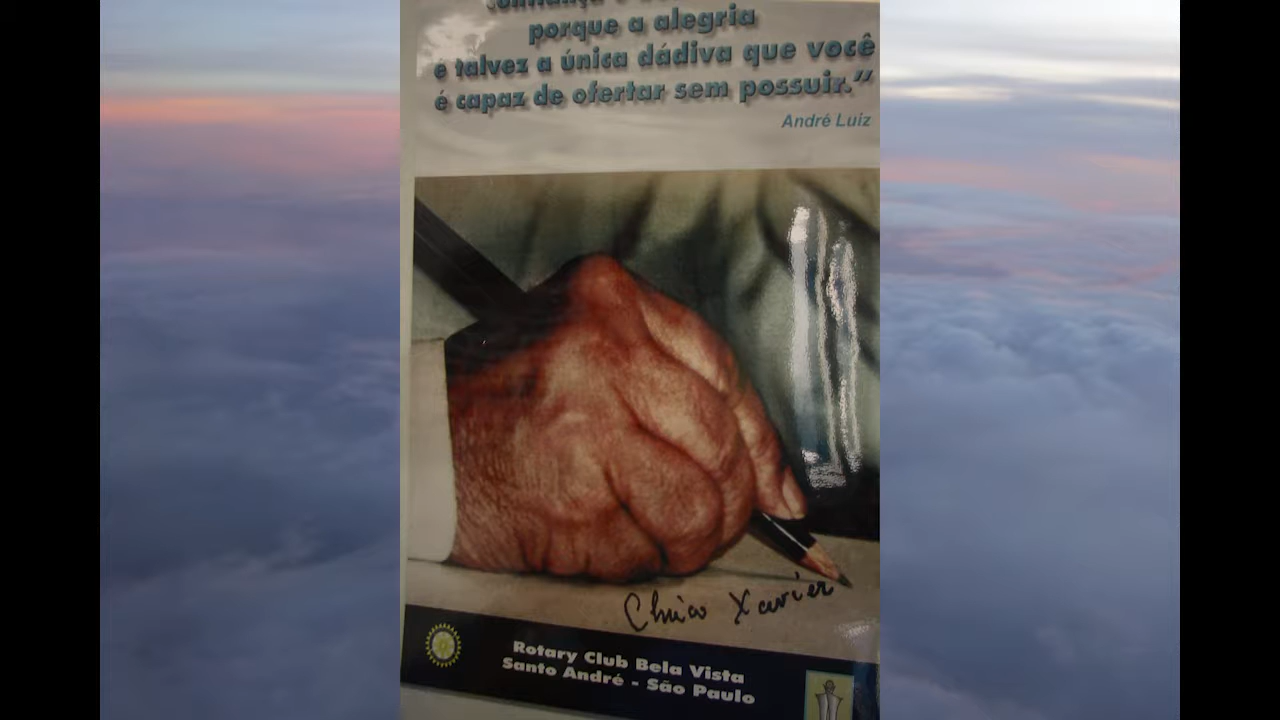 porque a alegria
é talvez a única dádiva que você
é capaz de ofertar sem possuir.”
André Luíz
Chico Xavier
Rotary Club Bela Vista
Santo André - São Paulo